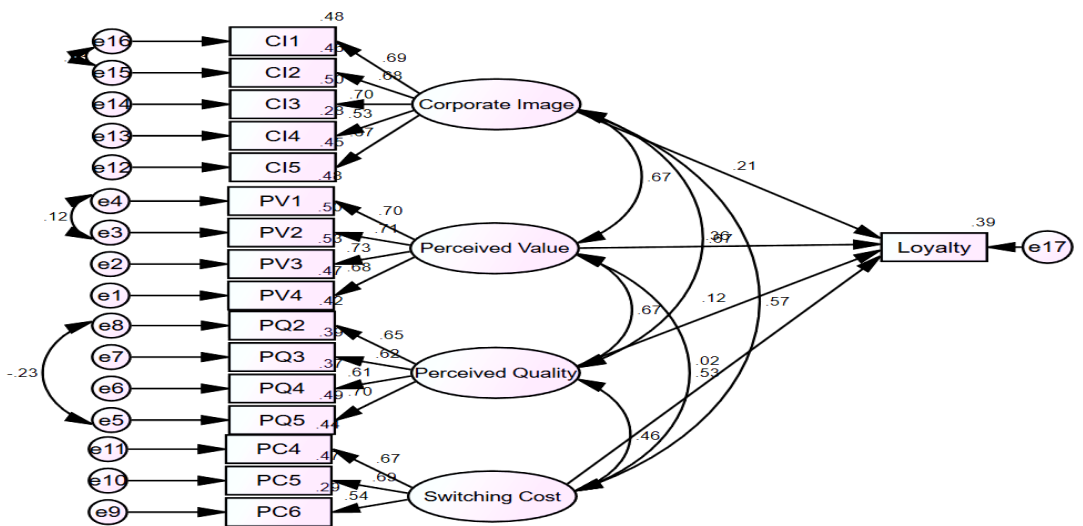 .48
e16
CI1
.46
.69
e15
CI2
.50
.68
e14
CI3
.28
.70
Corporate Image
.53
e13
CI4
.45
.67
e12
CI5
.48
.21
.67
e4
PV1
.50
.70
.12
e3
PV2
.53
.71
.39
.36
.67
Perceived Value
Loyalty
e17
e2
PV3
.47
.73
.68
e1
PV4
.42
.12
.57
.67
e8
PQ2
.39
.65
e7
PQ3
.37
.62
.02
-.23
.61
Perceived Quality
.53
e6
PQ4
.49
.70
e5
PQ5
.44
.46
e11
PC4
.47
.67
e10
PC5
.29
.69
Switching Cost
.54
e9
PC6